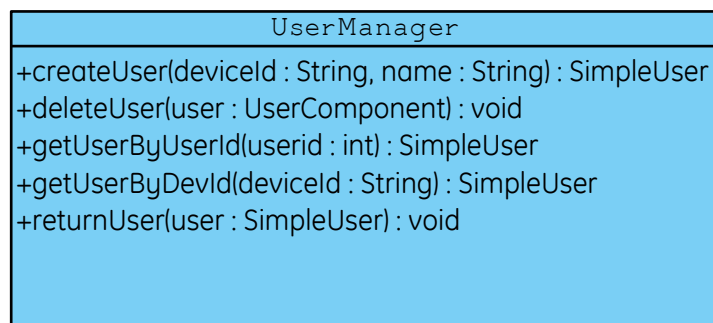 UserManager
+createUser(deviceId : String, name : String) : SimpleUser
+deleteUser(user : UserComponent) : void
+getUserByUserId(userid : int) : SimpleUser
+getUserByDevId(deviceId : String) : SimpleUser
+returnUser(user : SimpleUser) : void